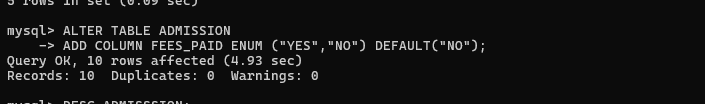 5 rows in set (0.09 sec)
mysql> ALTER TABLE ADMISSION
    -> ADD COLUMN FEES_PAID ENUM ("YES","NO") DEFAULT("NO");
Query OK, 10 rows affected (4.93 sec)
Records: 10  Duplicates: 0  Warnings: 0
mysql> DESC ADMISSSION;